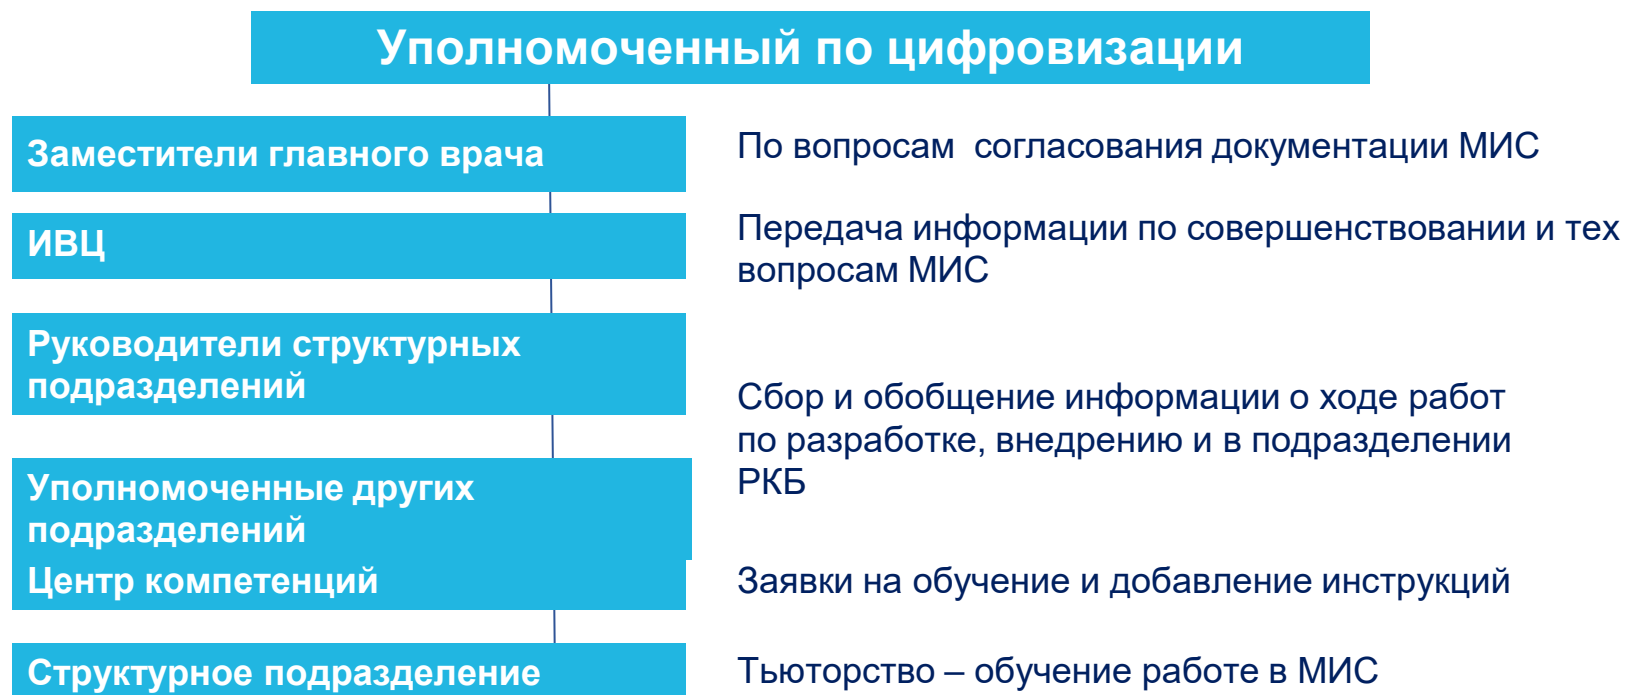 Уполномоченный по цифровизации
Заместители главного врача
По вопросам согласования документации МИС
ИВЦ
Передача информации по совершенствовании и тех
вопросам МИС
Руководители структурных
подразделений
Сбор и обобщение информации о ходе работ
по разработке, внедрению и в подразделении
РКБ
Уполномоченные других
подразделений
Центр компетенций
Заявки на обучение и добавление инструкций
Структурное подразделение
Тьюторство – обучение работе в МИС